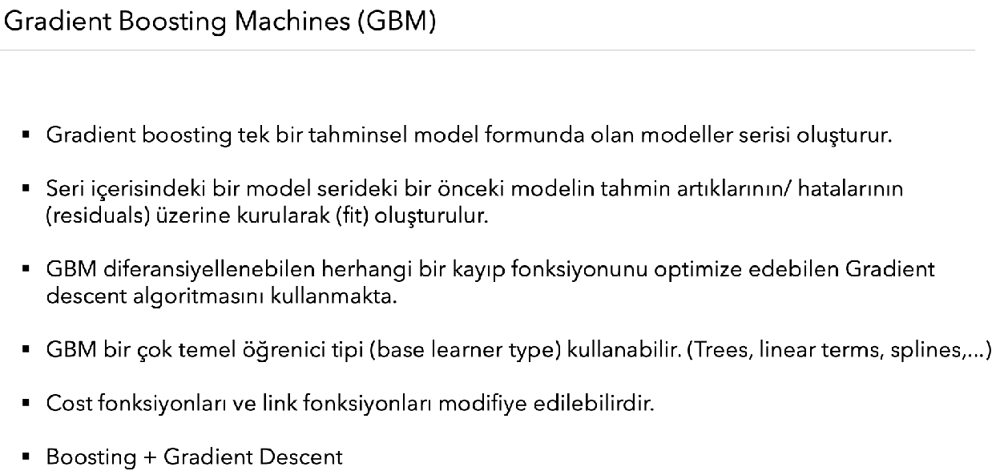 Gradient Boosting Machines (GBM)
▪ Gradient boosting tek bir tahminsel model formunda olan modeller serisi oluşturur.
▪ Seri içerisindeki bir model serideki bir önceki modelin tahmin artıklarının/ hatalarının
(residuals) üzerine kurularak (fit) oluşturulur.
▪ GBM diferansiyellenebilen herhangi bir kayıp fonksiyonunu optimize edebilen Gradient
descent algoritmasını kullanmakta.
▪ GBM bir çok temel öğrenici tipi (base learner type) kullanabilir. (Trees, linear terms, splines,...)
▪ Cost fonksiyonları ve link fonksiyonları modifiye edilebilirdir.
▪ Boosting + Gradient Descent